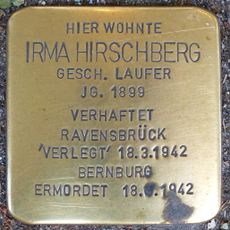 HIER WOHNTE
IRMA HIRSCHBERG
GESCH. LAUFER
JG. 1899
VERHAFTET
RAVENSBRÜCK
'VERLEGT' 18.3.1942
BERNBURG
ERMORDET